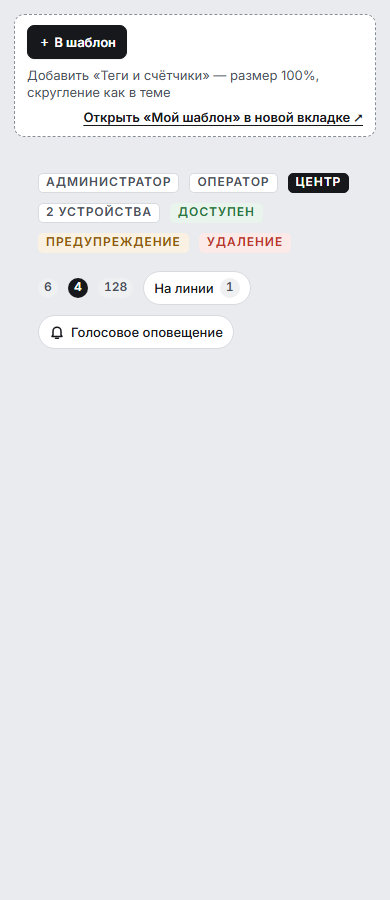 + В шаблон
Добавить «Теги и счётчики» — размер 100%,
скругление как в теме
Открыть «Мой шаблон» в новой вкладке ↗
АДМИНИСТРАТОР ОПЕРАТОР ЦЕНТР
2 УСТРОЙСТВА ДОСТУПЕН
ПРЕДУПРЕЖДЕНИЕ УДАЛЕНИЕ
6 4 128 На линии 1
Голосовое оповещение